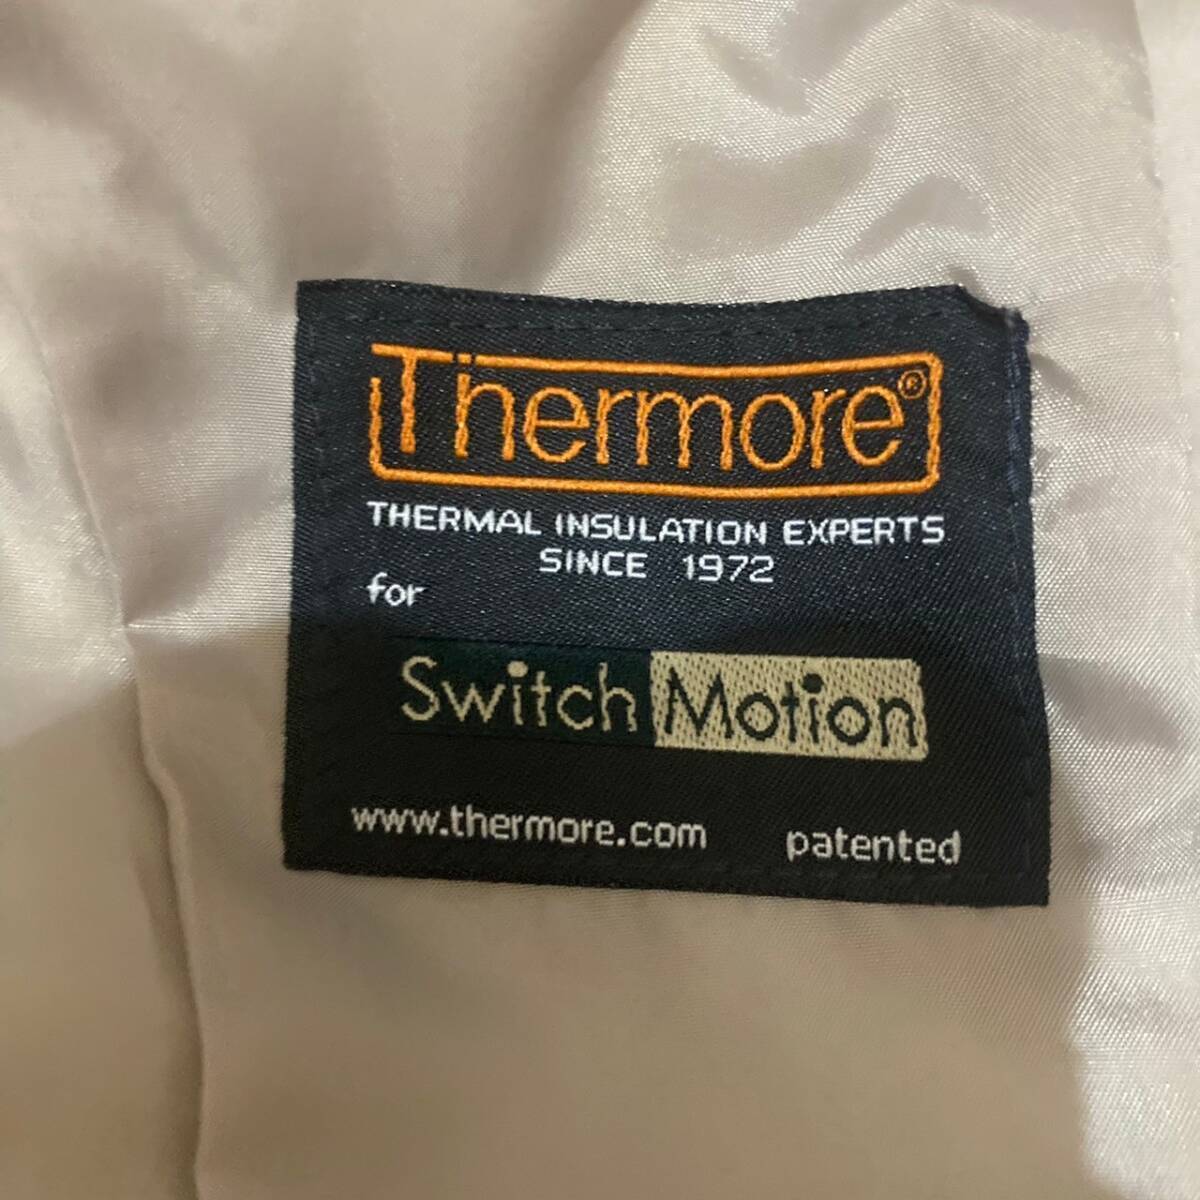 Thermore®
THERMAL INSULATION EXPERTS
SINCE 1972
for
Switch Motion
www.thermore.com patented